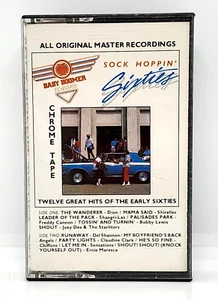 ALL ORIGINAL MASTER RECORDINGS
SOCK HOPPIN'
Sixties
BABY BOOMER
CLASSICS
CHROME TAPE
TWELVE GREAT HITS OF THE EARLY SIXTIES
SIDE ONE: THE WANDERER - Dion / MAMA SAID - Shirelles
LEADER OF THE PACK - Shangri-Las / PALISADES PARK -
Freddy Cannon / TOSSIN' AND TURNIN' - Bobby Lewis
SHOUT - Joey Dee & The Starliters
SIDE TWO: RUNAWAY - Del Shannon / MY BOYFRIEND'S BACK
Angels / PARTY LIGHTS - Claudine Clark / HE'S SO FINE -
Chiffons / LET ME IN - Sensations / SHOUT! SHOUT! (KNOCK
YOURSELF OUT) - Ernie Maresca